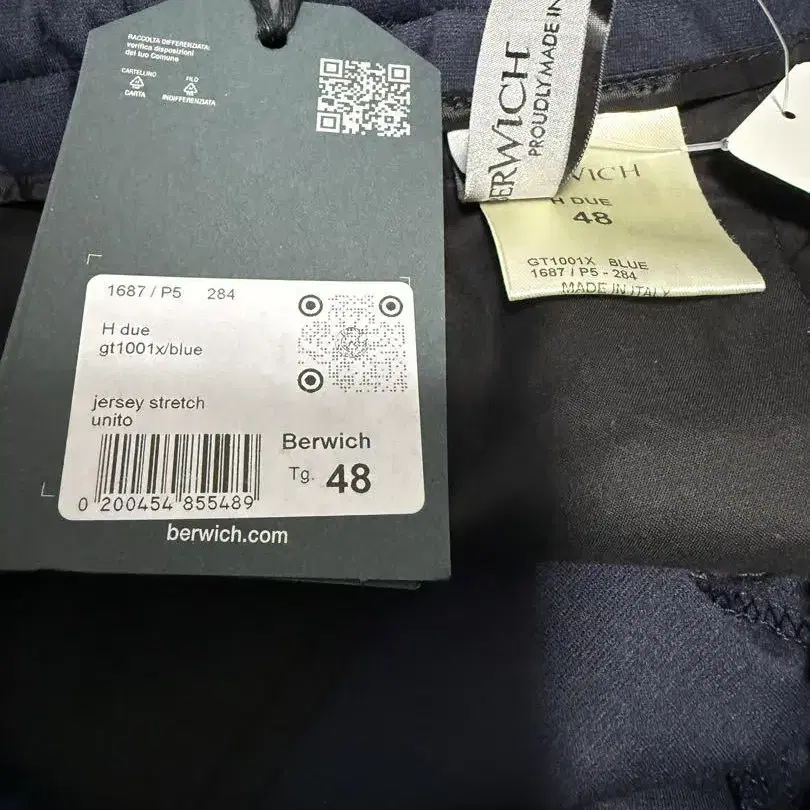 RACCOLTA DIFFERENZIATA:
verifica disposizioni
del tuo Comune
CARTELLINO
CARTA
FILO
INDIFFERENZIATA
1687 / P5 284
H due
gt1001x/blue
jersey stretch
unito
Berwich
Tg. 48
0 200454 855489
berwich.com
BERWICH
PROUDLY MADE IN
WICH
H DUE
48
GT1001X BLUE
1687 / P5 - 284
MADE IN ITALY